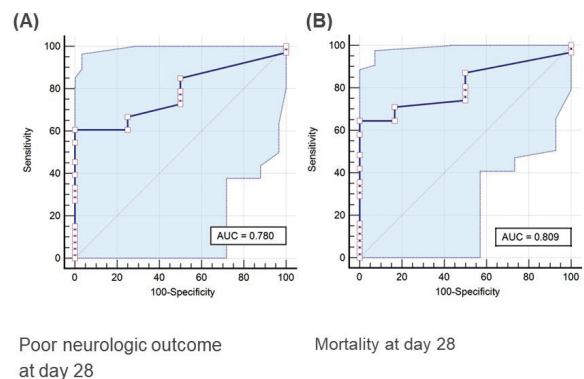 (A)
100
80
60
40
20
0
Sensitivity
AUC = 0.780
0 20 40 60 80 100
100-Specificity
Poor neurologic outcome
at day 28
(B)
100
80
60
40
20
0
Sensitivity
AUC = 0.809
0 20 40 60 80 100
100-Specificity
Mortality at day 28